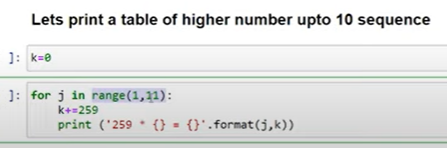 Lets print a table of higher number upto 10 sequence
]: k=0
]: for j in range(1,11):
k+=259
print ('259 * {} = {}'.format(j,k))